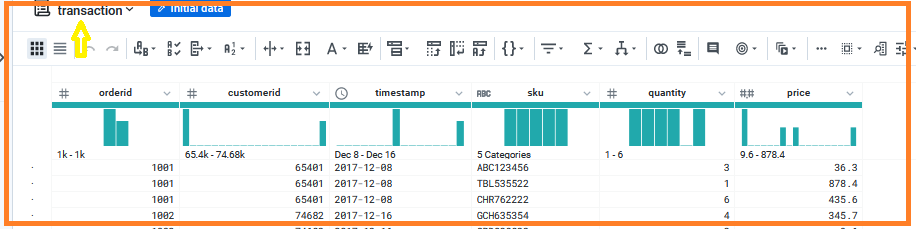 transaction Initial data
# orderid # customerid timestamp ABC sku # quantity #.# price
1k - 1k 65.4k - 74.68k Dec 8 - Dec 16 5 Categories 1 - 6 9.6 - 878.4
1001 65401 2017-12-08 ABC123456 3 36.3
1001 65401 2017-12-08 TBL535522 1 878.4
1001 65401 2017-12-08 CHR762222 6 435.6
1002 74682 2017-12-16 GCH635354 4 345.7